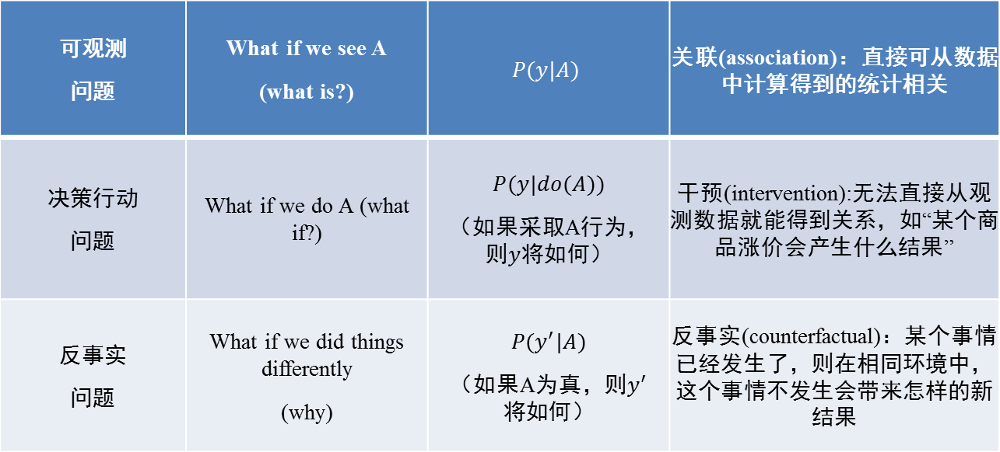 可观测
问题
What if we see A
(what is?)
P(y|A)
关联(association)：直接可从数据
中计算得到的统计相关
决策行动
问题
What if we do A (what
if?)
P(y|do(A))
（如果采取A行为，
则y将如何）
干预(intervention):无法直接从观
测数据就能得到关系，如“某个商
品涨价会产生什么结果”
反事实
问题
What if we did things
differently
(why)
P(y′|A)
（如果A为真，则y′
将如何）
反事实(counterfactual)：某个事情
已经发生了，则在相同环境中，
这个事情不发生会带来怎样的新
结果